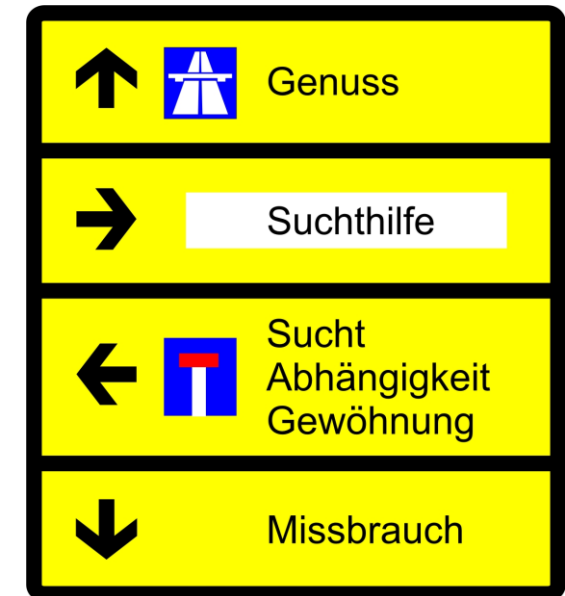 Genuss
Suchthilfe
Sucht
Abhängigkeit
Gewöhnung
Missbrauch